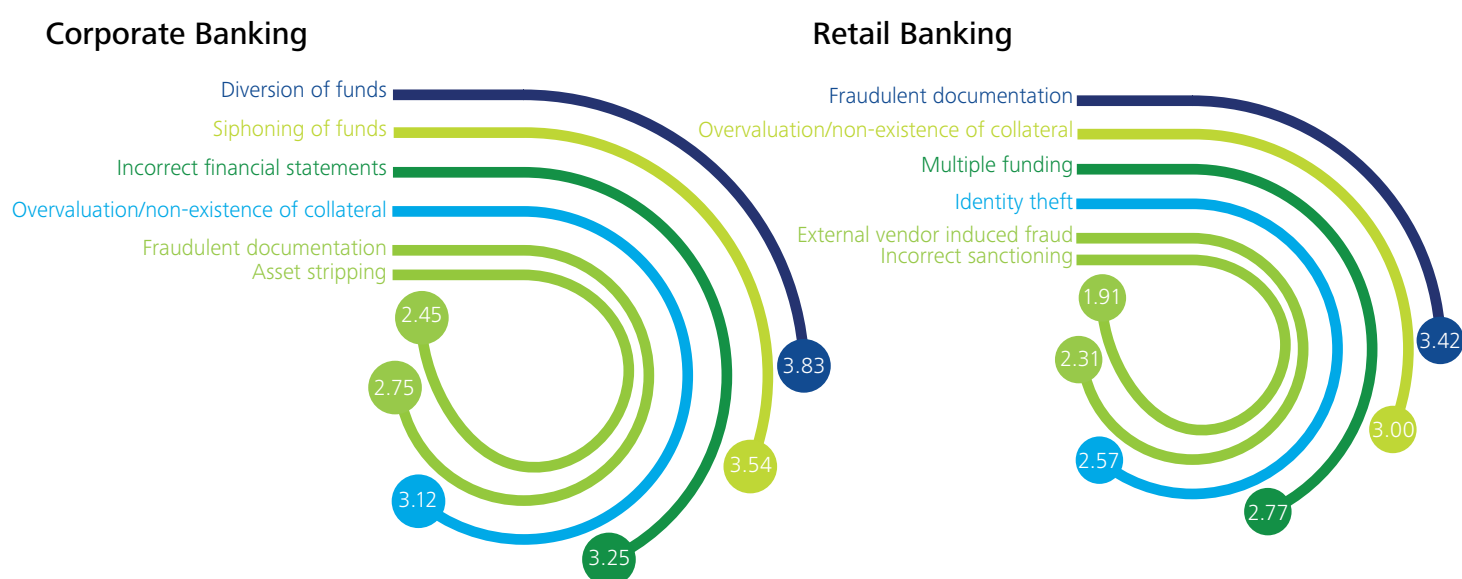 Corporate Banking
Diversion of funds
Siphoning of funds
Incorrect financial statements
Overvaluation/non-existence of collateral
Fraudulent documentation
Asset stripping
2.45
2.75
3.12
3.25
3.54
3.83
Retail Banking
Fraudulent documentation
Overvaluation/non-existence of collateral
Multiple funding
Identity theft
External vendor induced fraud
Incorrect sanctioning
1.91
2.31
2.57
2.77
3.00
3.42